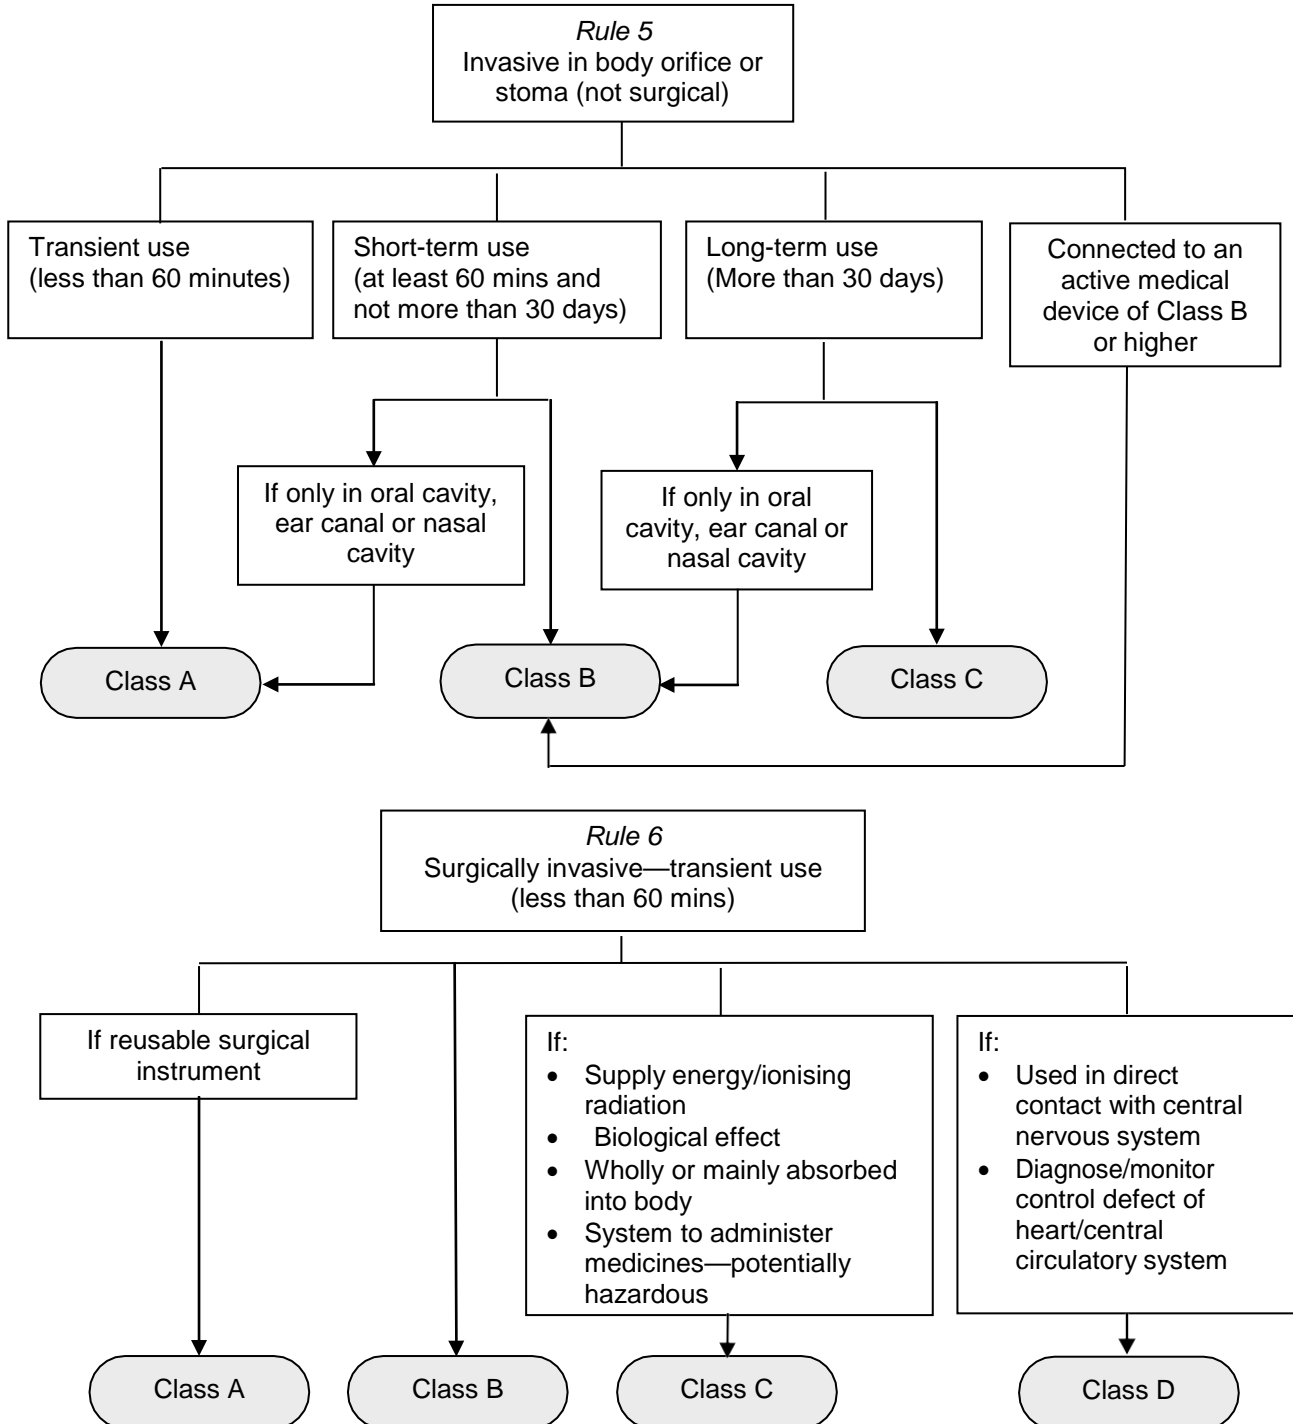 Rule 5
Invasive in body orifice or
stoma (not surgical)
Transient use
(less than 60 minutes)
Short-term use
(at least 60 mins and
not more than 30 days)
Long-term use
(More than 30 days)
Connected to an
active medical
device of Class B
or higher
If only in oral cavity,
ear canal or nasal
cavity
If only in oral
cavity, ear canal or
nasal cavity
Class A
Class B
Class C
Rule 6
Surgically invasive—transient use
(less than 60 mins)
If reusable surgical
instrument
If:
• Supply energy/ionising
radiation
• Biological effect
• Wholly or mainly absorbed
into body
• System to administer
medicines—potentially
hazardous
If:
• Used in direct
contact with central
nervous system
• Diagnose/monitor
control defect of
heart/central
circulatory system
Class A
Class B
Class C
Class D